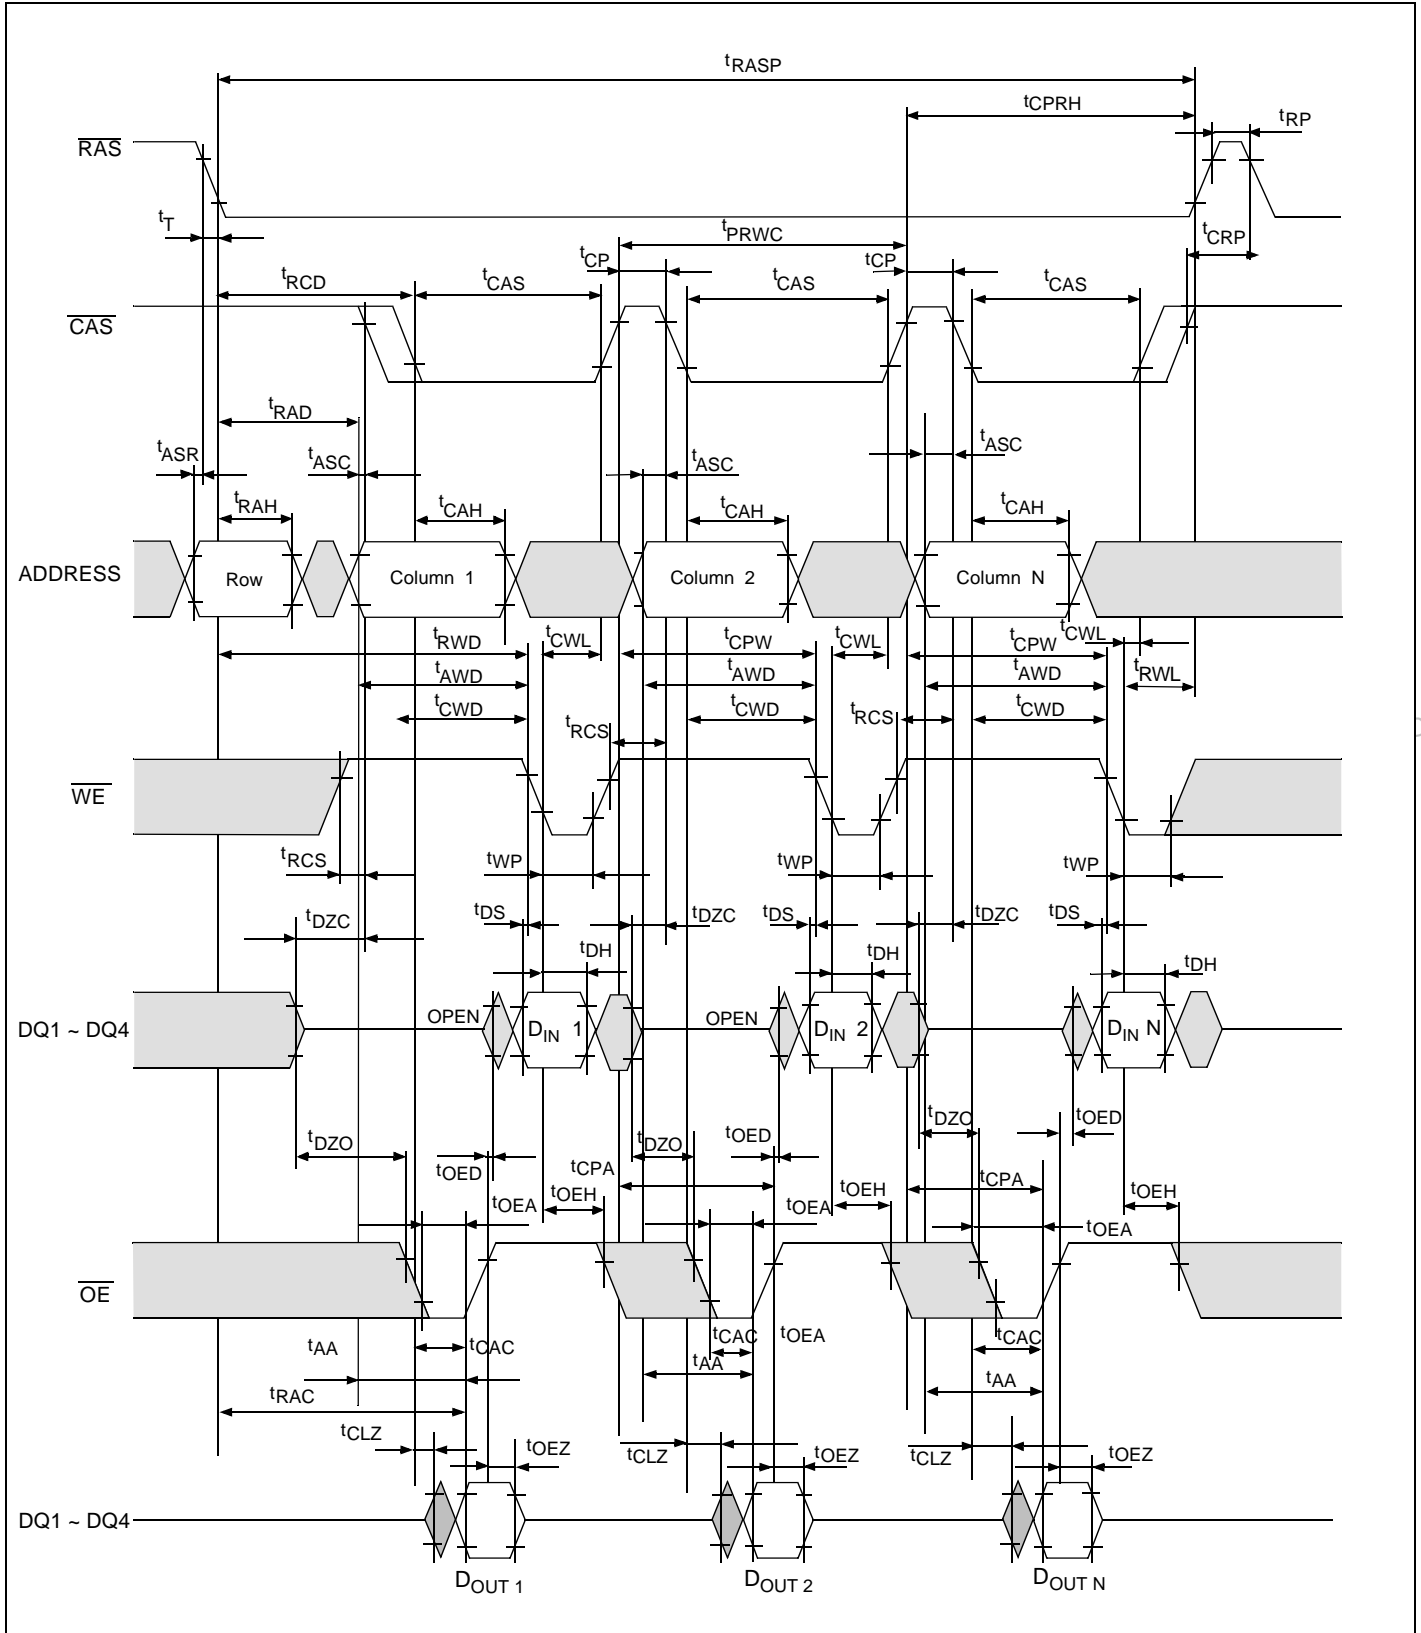 tRASP
tCPRH
tRP
RAS
tT
tPRWC
tCRP
tCP
tCP
tRCD
tCAS
tCAS
tCAS
CAS
tRAD
tASR
tASC
tASC
tASC
tRAH
tCAH
tCAH
tCAH
ADDRESS
Row
Column 1
Column 2
Column N
tRWD
tCWL
tCPW
tCWL
tCPW
tCWL
tAWD
tAWD
tAWD
tRWL
tCWD
tRCS
tCWD
tRCS
tCWD
WE
tRCS
tWP
tWP
tWP
tDZC
tDS
tDZC
tDS
tDZC
tDS
tDH
tDH
tDH
DQ1 ~ DQ4
OPEN
DIN 1
OPEN
DIN 2
DIN N
tDZO
tOED
tDZO
tOED
tDZO
tOED
tCPA
tCPA
tOEA
tOEH
tOEA
tOEH
tOEA
tOEH
OE
tAA
tCAC
tCAC
tOEA
tCAC
tAA
tAA
tRAC
tCLZ
tOEZ
tCLZ
tOEZ
tCLZ
tOEZ
DQ1 ~ DQ4
DOUT 1
DOUT 2
DOUT N